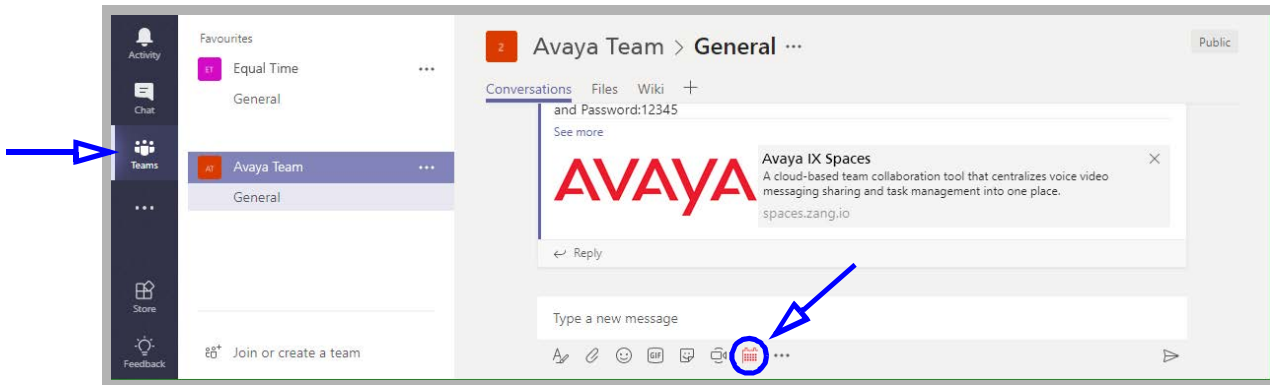 Activity
Chat
Teams
Store
Feedback
Favourites
ET
Equal Time
General
AT
Avaya Team
General
Join or create a team
2
Avaya Team > General
Public
Conversations Files Wiki
and Password:12345
See more
AVAYA
Avaya IX Spaces
A cloud-based team collaboration tool that centralizes voice video
messaging sharing and task management into one place.
spaces.zang.io
Reply
Type a new message
GIF